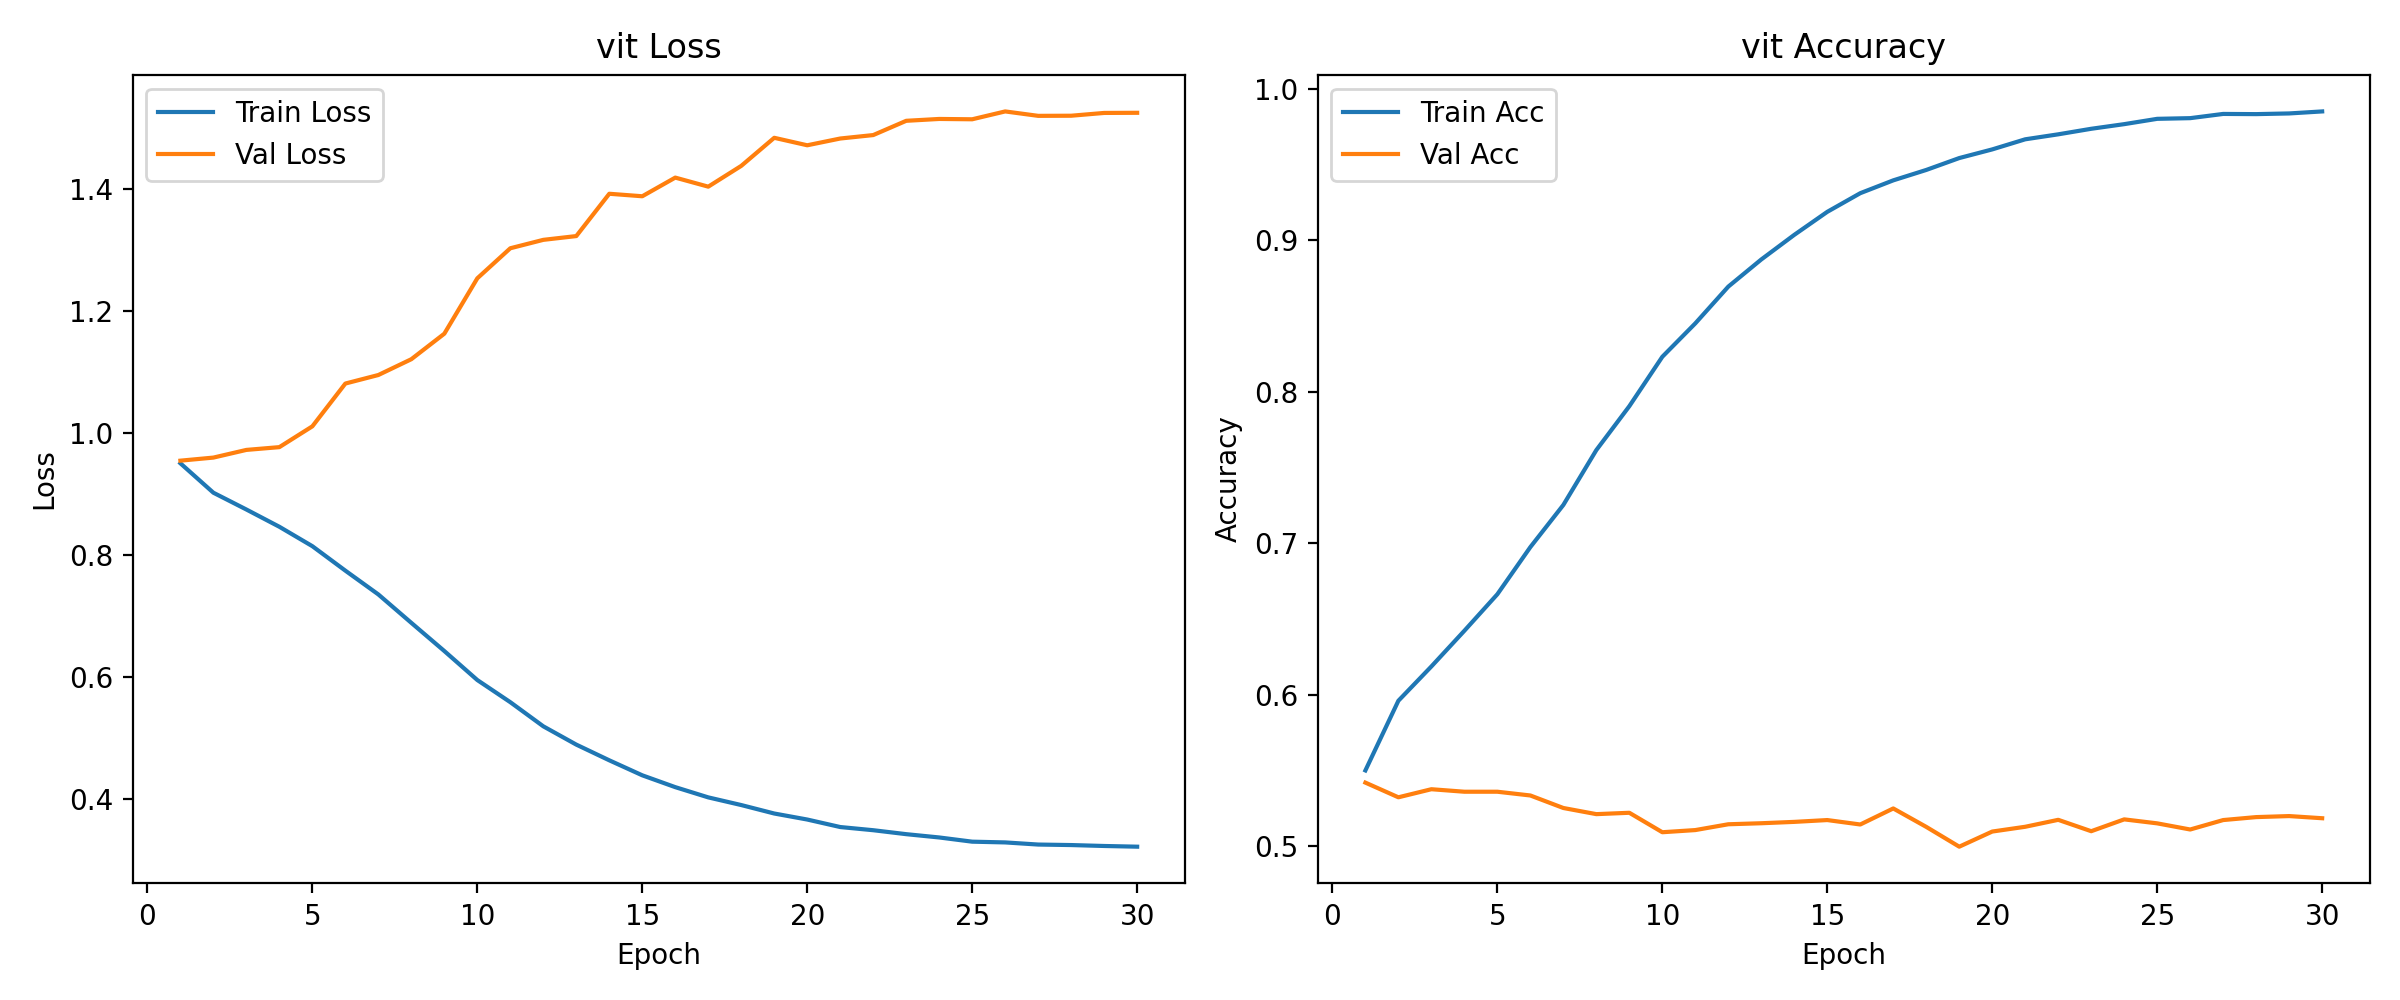 vit Loss
Train Loss
Val Loss
1.4
1.2
1.0
0.8
0.6
0.4
Loss
0 5 10 15 20 25 30
Epoch
vit Accuracy
Train Acc
Val Acc
1.0
0.9
0.8
0.7
0.6
0.5
Accuracy
0 5 10 15 20 25 30
Epoch